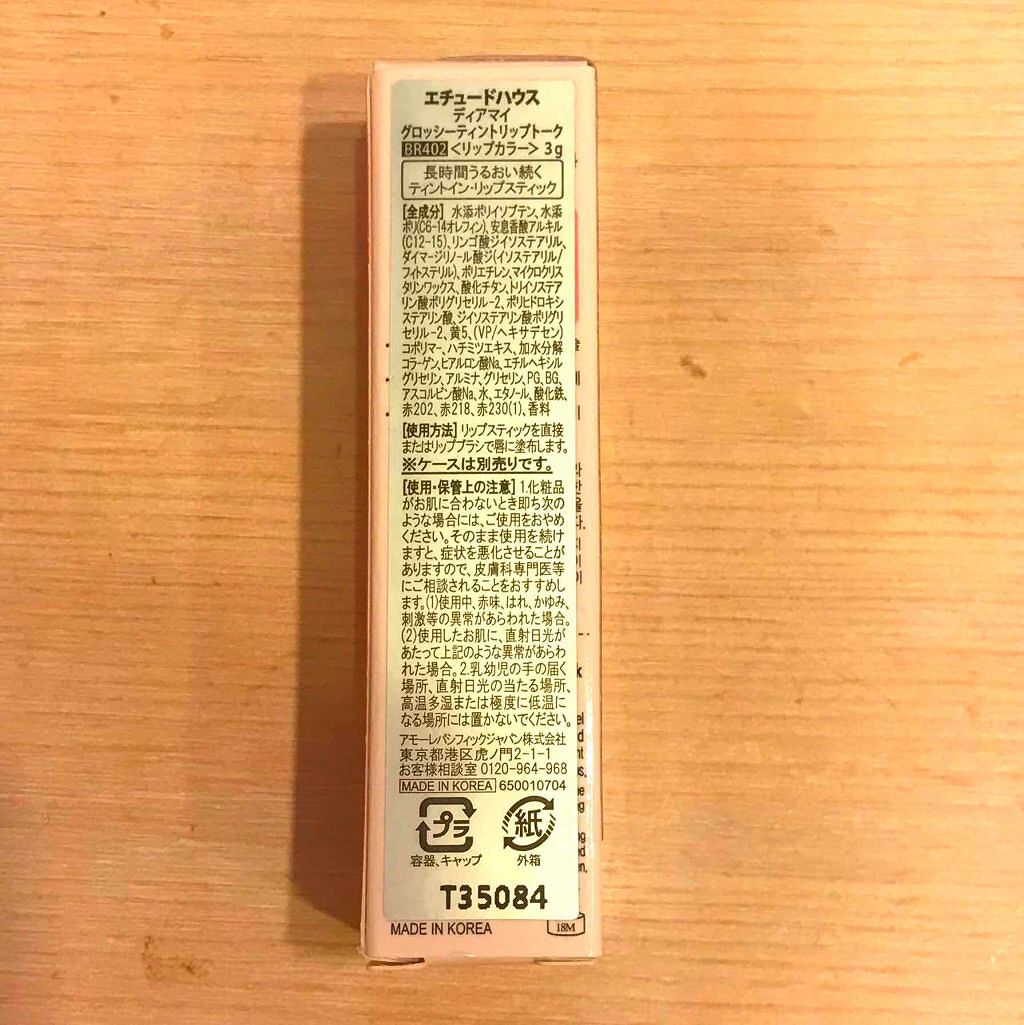 エチュードハウス
ディアマイ
グロッシーティントリップトーク
BR402 <リップカラー> 3g
長時間うるおい続く
ティントイン・リップスティック
[全成分] 水添ポリイソブテン、水添
ポリ(C6-14オレフィン)、安息香酸アルキル
(C12-15)、リンゴ酸ジイソステアリル、
ダイマージリノール酸ジ(イソステアリル/
フィトステリル)、ポリエチレン、マイクロクリス
タリンワックス、酸化チタン、トリイソステア
リン酸ポリグリセリル-2、ポリヒドロキシ
ステアリン酸、ジイソステアリン酸ポリグリ
セリル-2、黄5、(VP/ヘキサデセン)
コポリマー、ハチミツエキス、加水分解
コラーゲン、ヒアルロン酸Na、エチルヘキシル
グリセリン、アルミナ、グリセリン、PG、BG、
アスコルビン酸Na、水、エタノール、酸化鉄、
赤202、赤218、赤230(1)、香料
[使用方法] リップスティックを直接
またはリップブラシで唇に塗布します。
※ケースは別売りです。
[使用・保管上の注意] 1.化粧品
がお肌に合わないとき即ち次の
ような場合には、ご使用をおやめ
ください。そのまま使用を続け
ますと、症状を悪化させることが
ありますので、皮膚科専門医等
にご相談されることをおすすめし
ます。(1)使用中、赤味、はれ、かゆみ、
刺激等の異常があらわれた場合。
(2)使用したお肌に、直射日光が
あたって上記のような異常があらわ
れた場合。2.乳幼児の手の届く
場所、直射日光の当たる場所、
高温多湿または極度に低温に
なる場所には置かないでください。
アモーレパシフィックジャパン株式会社
東京都港区虎ノ門2-1-1
お客様相談室 0120-964-968
MADE IN KOREA 650010704
プラ 紙
容器、キャップ 外箱
T35084
MADE IN KOREA 18M